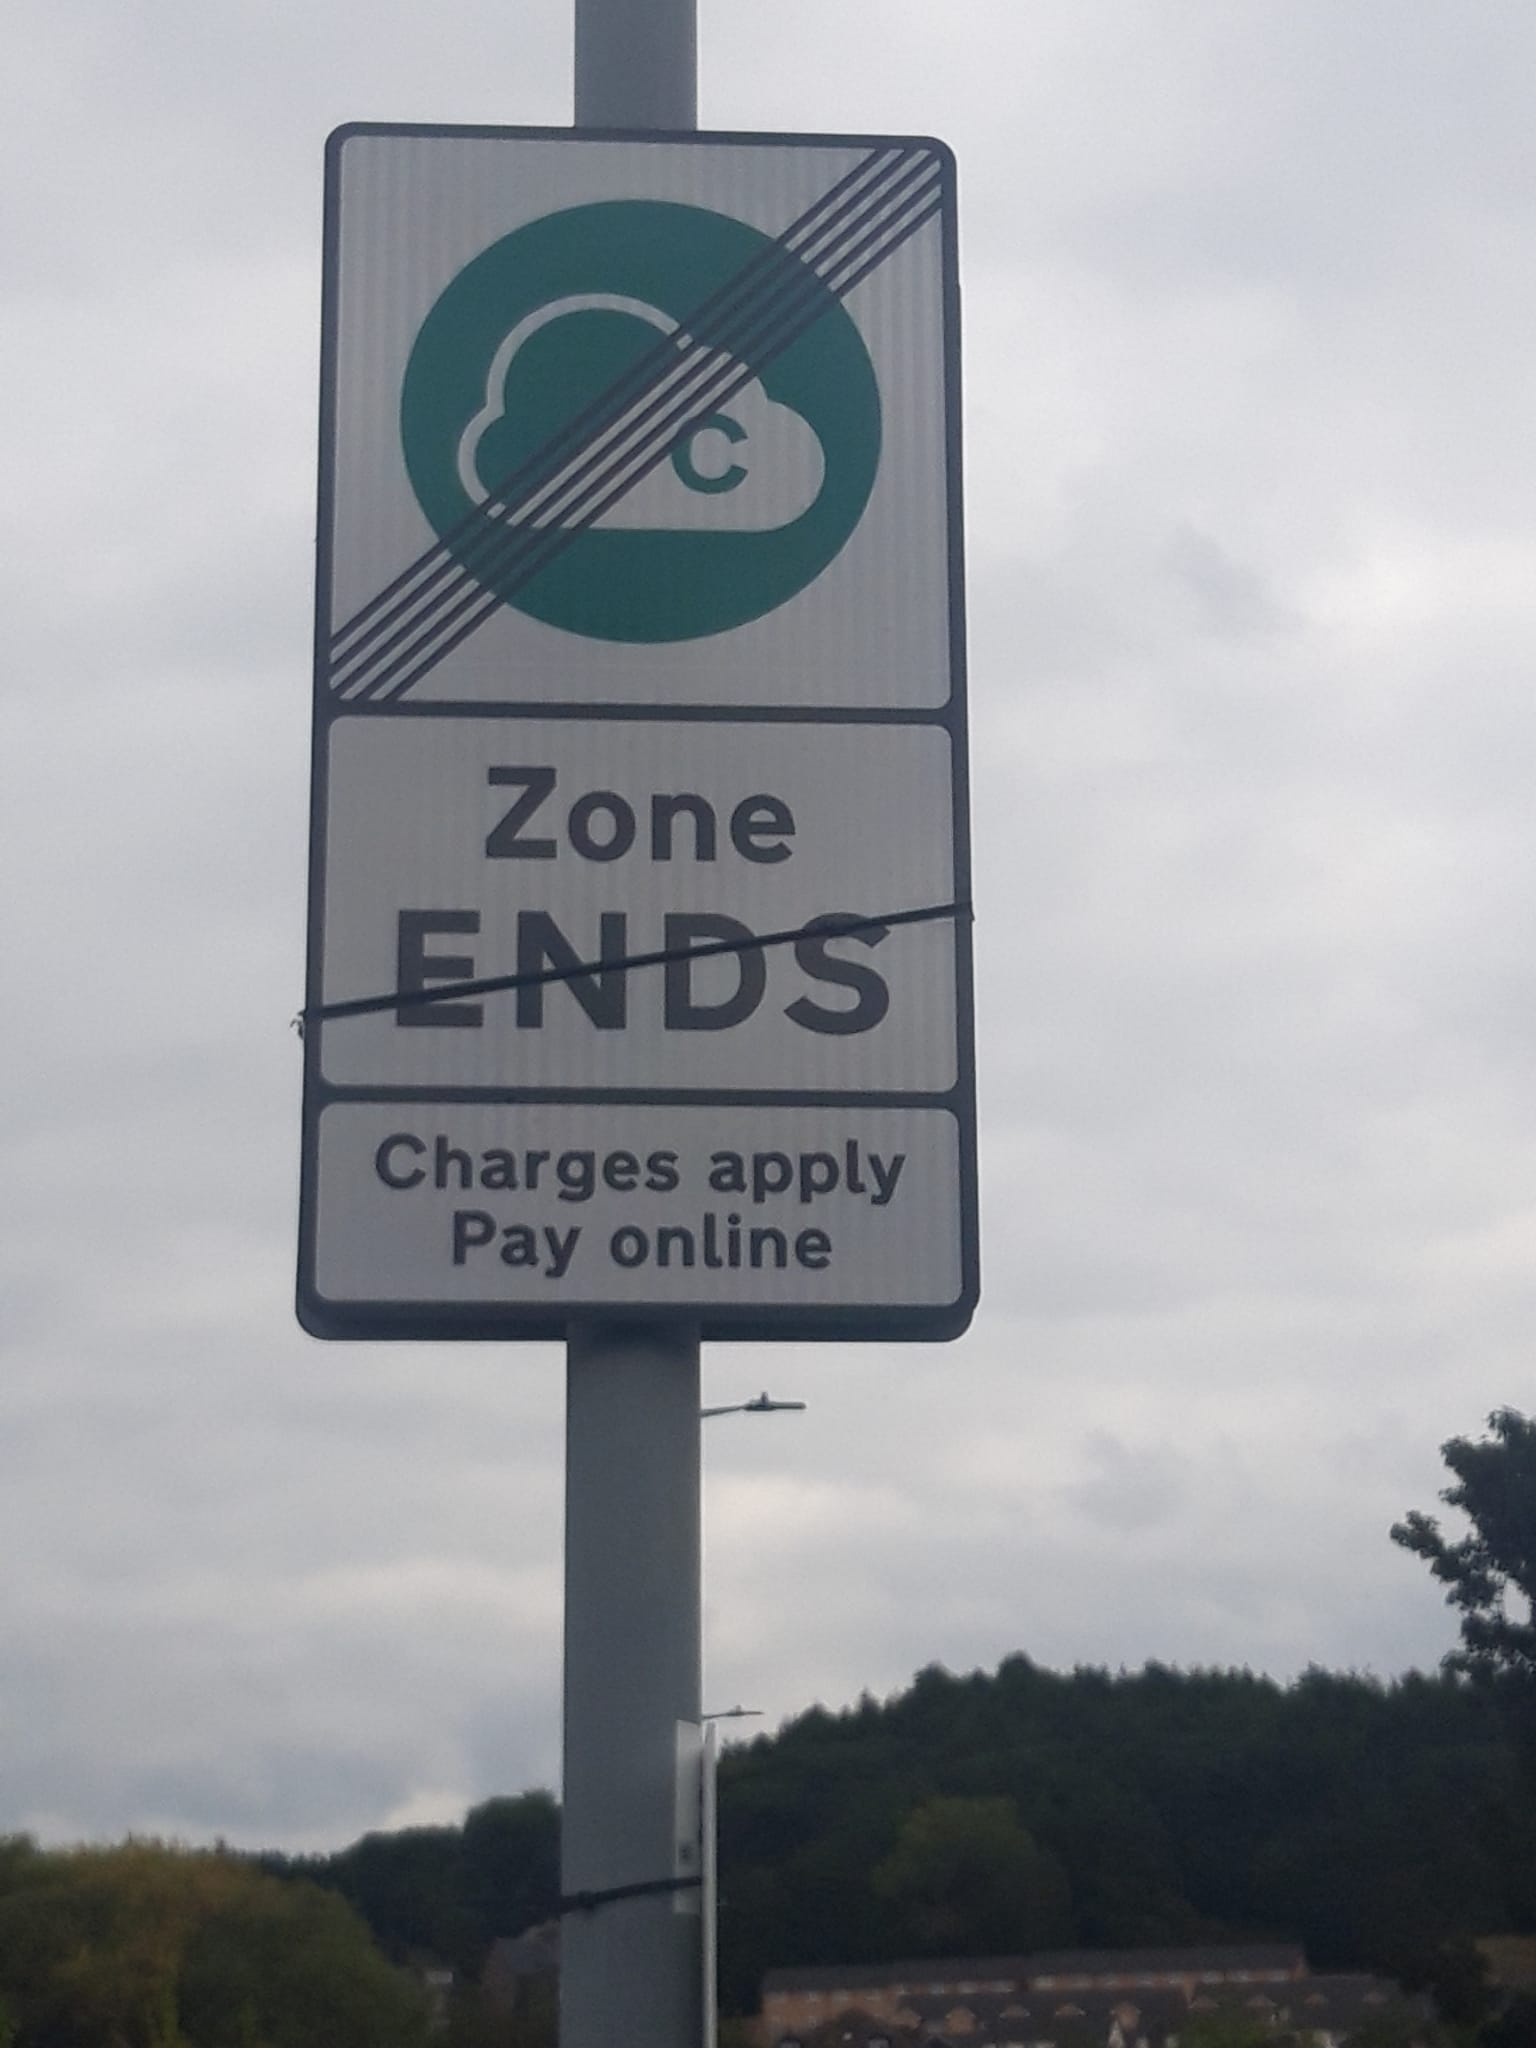 C
Zone
ENDS
Charges apply
Pay online